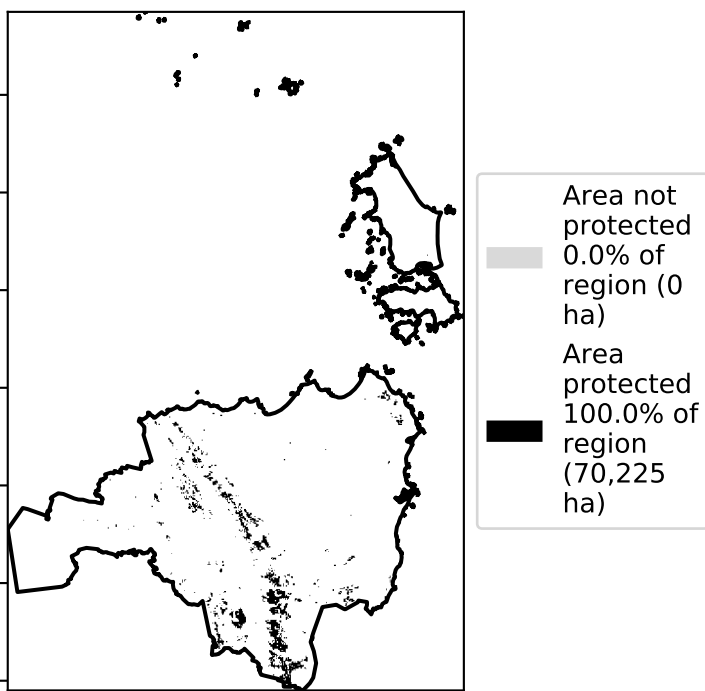 Area not
protected
0.0% of
region (0
ha)
Area
protected
100.0% of
region
(70,225
ha)